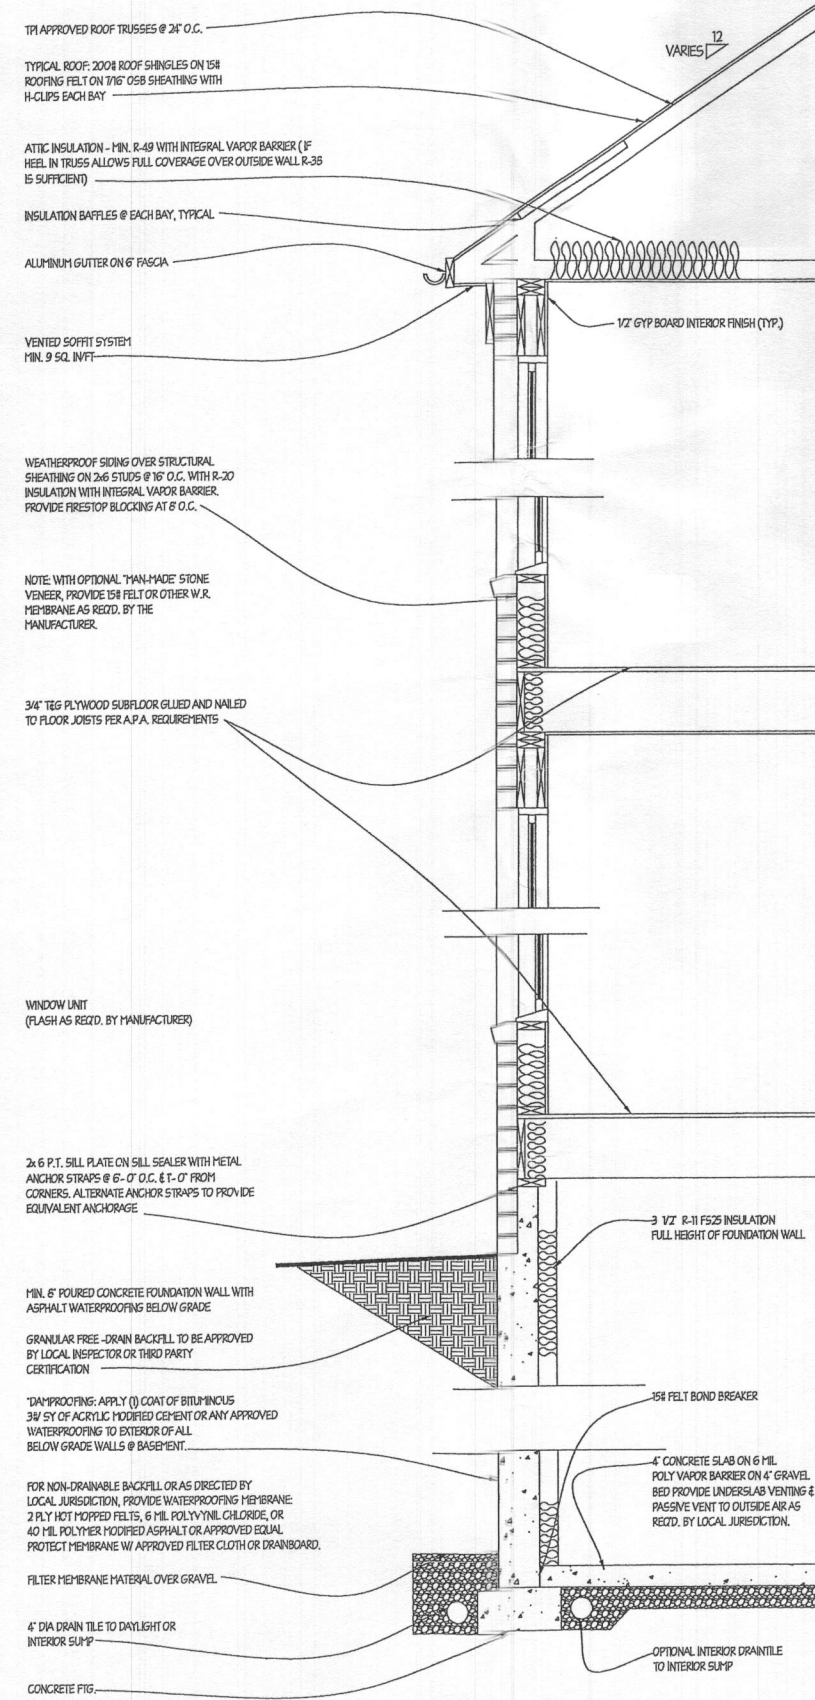 TPI APPROVED ROOF TRUSSES @ 24" O.C.
12
VARIES
TYPICAL ROOF: 200# ROOF SHINGLES ON 15#
ROOFING FELT ON 7/16" OSB SHEATHING WITH
H-CLIPS EACH BAY
ATTIC INSULATION - MIN. R-49 WITH INTEGRAL VAPOR BARRIER ( IF
HEEL IN TRUSS ALLOWS FULL COVERAGE OVER OUTSIDE WALL R-38
IS SUFFICIENT)
INSULATION BAFFLES @ EACH BAY, TYPICAL
ALUMINUM GUTTER ON 6" FASCIA
1/2" GYP BOARD INTERIOR FINISH (TYP.)
VENTED SOFFIT SYSTEM
MIN. 9 SQ. IN/FT
WEATHERPROOF SIDING OVER STRUCTURAL
SHEATHING ON 2x6 STUDS @ 16" O.C. WITH R-20
INSULATION WITH INTEGRAL VAPOR BARRIER.
PROVIDE FIRESTOP BLOCKING AT 8' O.C.
NOTE: WITH OPTIONAL "MAN-MADE" STONE
VENEER, PROVIDE 15# FELT OR OTHER W.R.
MEMBRANE AS REQ'D. BY THE
MANUFACTURER.
3/4" T&G PLYWOOD SUBFLOOR GLUED AND NAILED
TO FLOOR JOISTS PER A.P.A. REQUIREMENTS
WINDOW UNIT
(FLASH AS REQ'D. BY MANUFACTURER)
2x 6 P.T. SILL PLATE ON SILL SEALER WITH METAL
ANCHOR STRAPS @ 6'- 0" O.C. & 1'- 0" FROM
CORNERS. ALTERNATE ANCHOR STRAPS TO PROVIDE
EQUIVALENT ANCHORAGE
3 1/2" R-11 FS25 INSULATION
FULL HEIGHT OF FOUNDATION WALL
MIN. 8" POURED CONCRETE FOUNDATION WALL WITH
ASPHALT WATERPROOFING BELOW GRADE
GRANULAR FREE -DRAIN BACKFILL TO BE APPROVED
BY LOCAL INSPECTOR OR THIRD PARTY
CERTIFICATION
"DAMPROOFING: APPLY (1) COAT OF BITUMINOUS
3#/ SY OF ACRYLIC MODIFIED CEMENT OR ANY APPROVED
WATERPROOFING TO EXTERIOR OF ALL
BELOW GRADE WALLS @ BASEMENT.
15# FELT BOND BREAKER
4" CONCRETE SLAB ON 6 MIL
POLY VAPOR BARRIER ON 4" GRAVEL
BED PROVIDE UNDERSLAB VENTING &
PASSIVE VENT TO OUTSIDE AIR AS
REQ'D. BY LOCAL JURISDICTION.
FOR NON-DRAINABLE BACKFILL OR AS DIRECTED BY
LOCAL JURISDICTION, PROVIDE WATERPROOFING MEMBRANE:
2 PLY HOT MOPPED FELTS, 6 MIL POLYVYNIL CHLORIDE, OR
40 MIL POLYMER MODIFIED ASPHALT OR APPROVED EQUAL
PROTECT MEMBRANE W/ APPROVED FILTER CLOTH OR DRAINBOARD.
FILTER MEMBRANE MATERIAL OVER GRAVEL
4" DIA DRAIN TILE TO DAYLIGHT OR
INTERIOR SUMP
OPTIONAL INTERIOR DRAINTILE
TO INTERIOR SUMP
CONCRETE FTG.